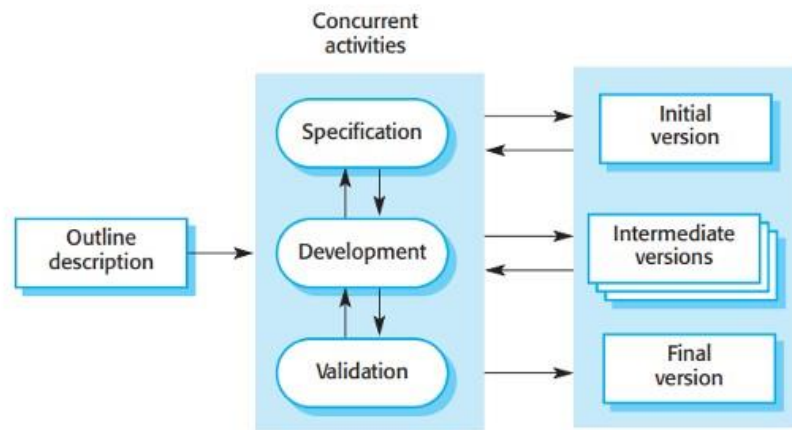 Concurrent
activities
Specification
Initial
version
Outline
description
Development
Intermediate
versions
Validation
Final
version